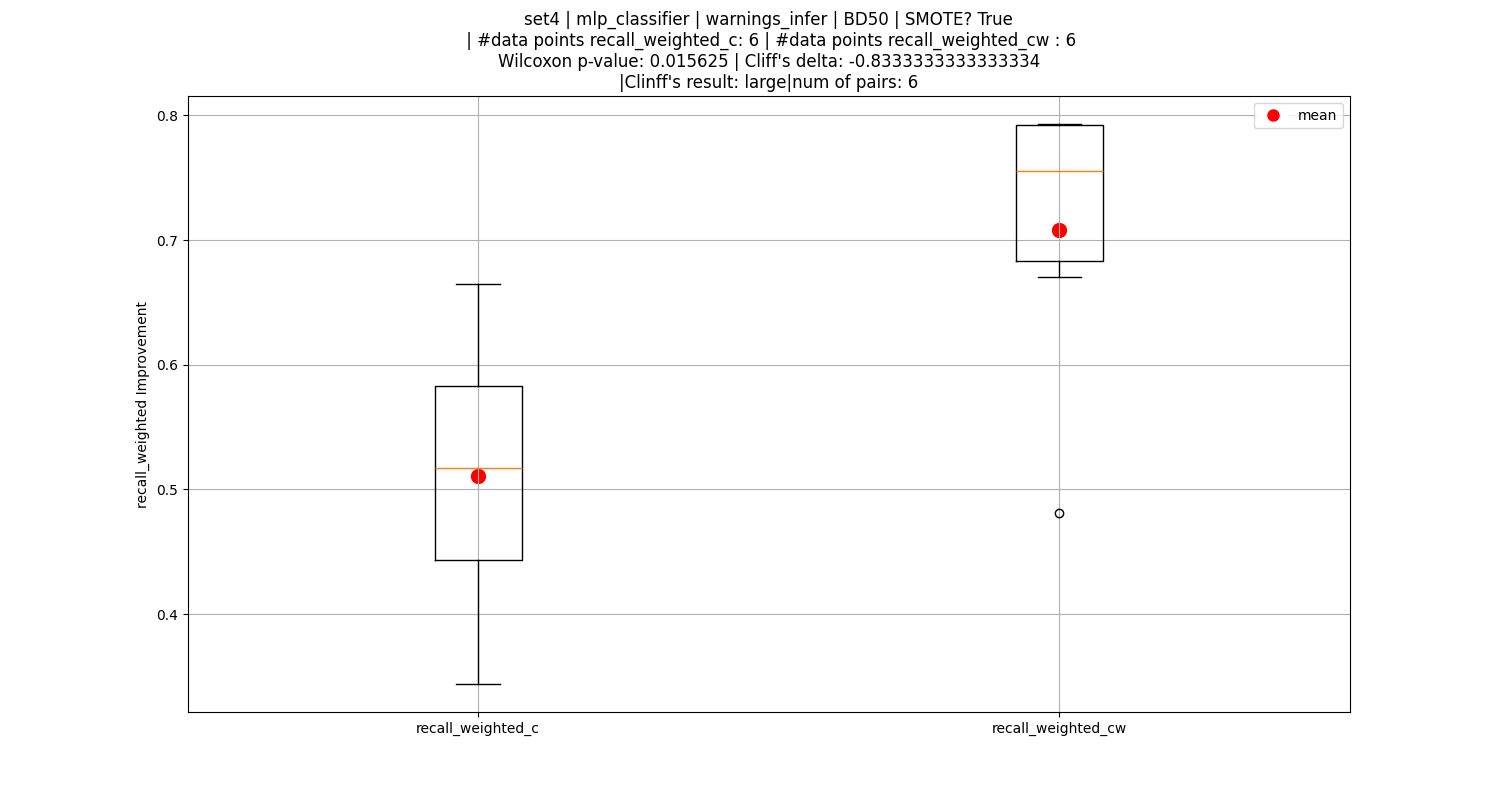 set4 | mlp_classifier | warnings_infer | BD50 | SMOTE? True
| #data points recall_weighted_c: 6 | #data points recall_weighted_cw : 6
Wilcoxon p-value: 0.015625 | Cliff's delta: -0.8333333333333334
|Clinff's result: large|num of pairs: 6
mean
0.8
0.7
0.6
0.5
0.4
recall_weighted Improvement
recall_weighted_c
recall_weighted_cw